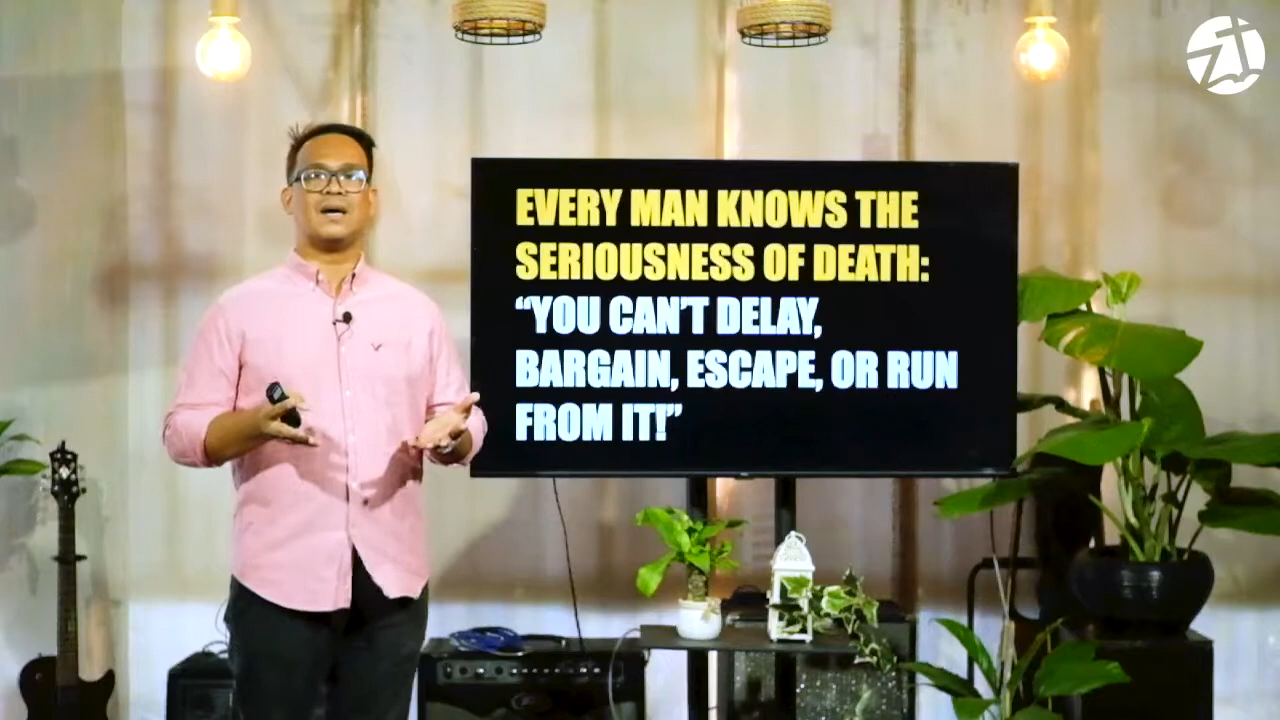 EVERY MAN KNOWS THE
SERIOUSNESS OF DEATH:
“YOU CAN’T DELAY,
BARGAIN, ESCAPE, OR RUN
FROM IT!”